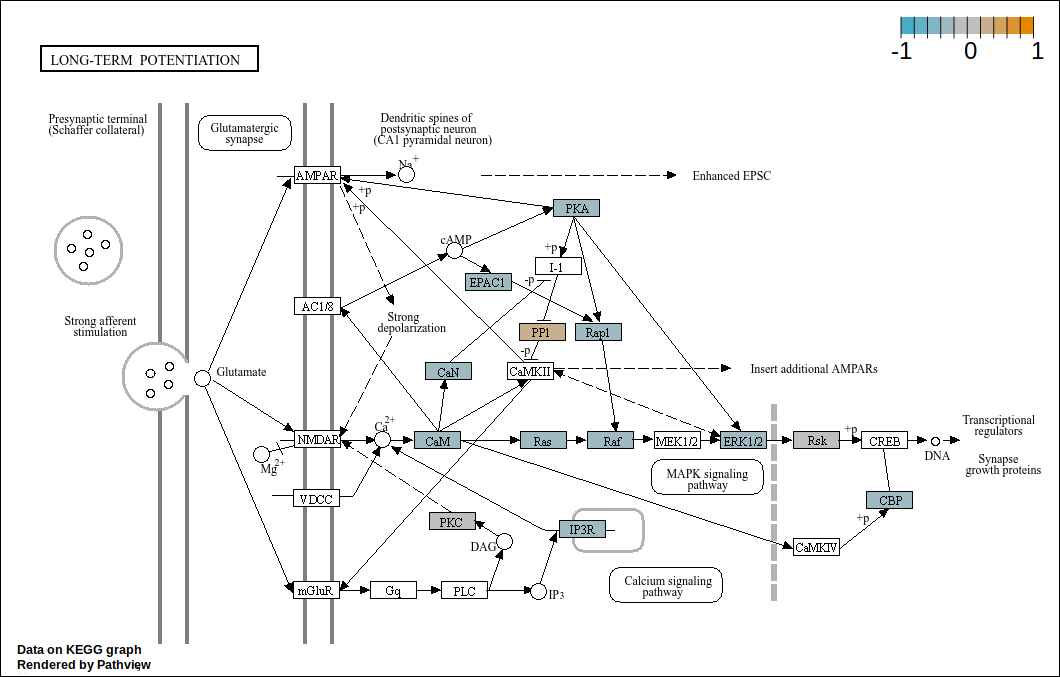 -1 0 1
LONG-TERM POTENTIATION
Presynaptic terminal
(Schaffer collateral)
Glutamatergic
synapse
Dendritic spines of
postsynaptic neuron
(CA1 pyramidal neuron)
Na+
AMPAR
Enhanced EPSC
+p
+p
PKA
cAMP
+p
I-1
EPAC1
-p
AC1/8
Strong
depolarization
Strong afferent
stimulation
PP1
Rap1
-p
Glutamate
CaN
CaMKII
Insert additional AMPARs
Ca2+
NMDAR
CaM
Ras
Raf
MEK1/2
ERK1/2
Rsk
+p
CREB
DNA
Transcriptional
regulators
Synapse
growth proteins
Mg2+
MAPK signaling
pathway
VDCC
CBP
+p
PKC
IP3R
DAG
CaMKIV
mGluR
Gq
PLC
IP3
Calcium signaling
pathway
Data on KEGG graph
Rendered by Pathview